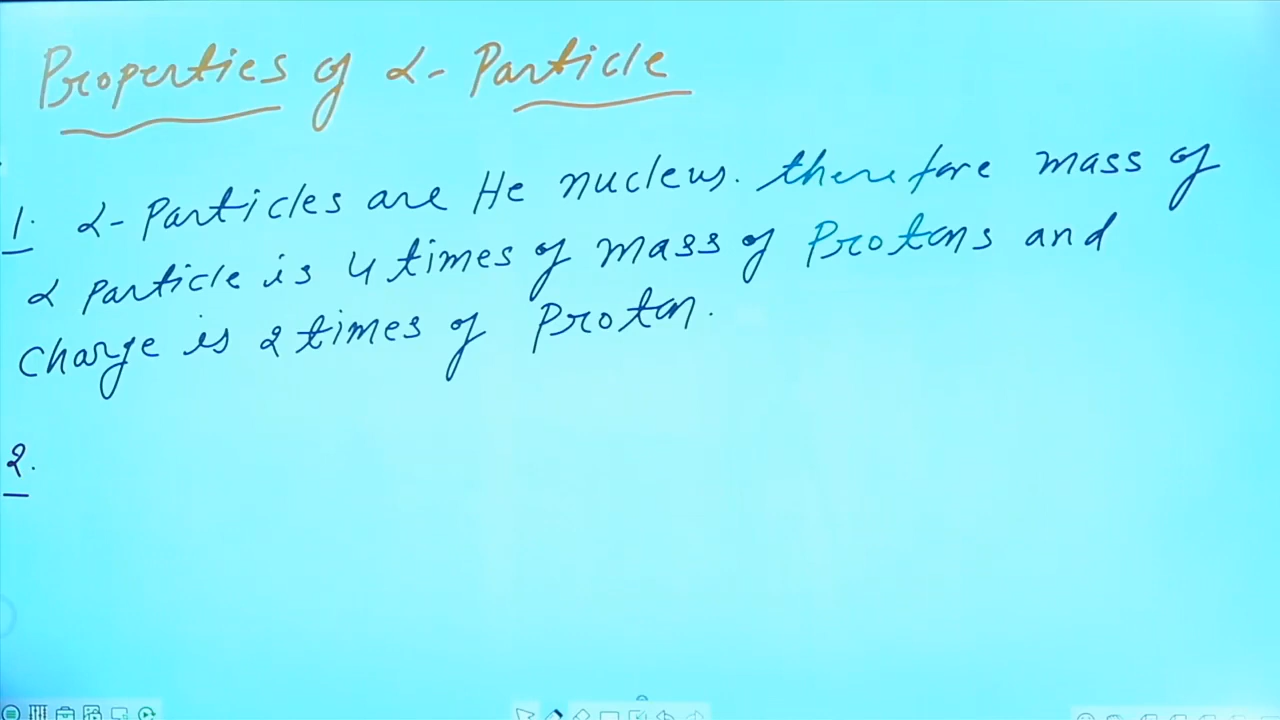 Properties of α- Particle
1. α- Particles are He nucleus. therefore mass of
α particle is 4 times of mass of Protons and
charge is 2 times of Proton.
2.